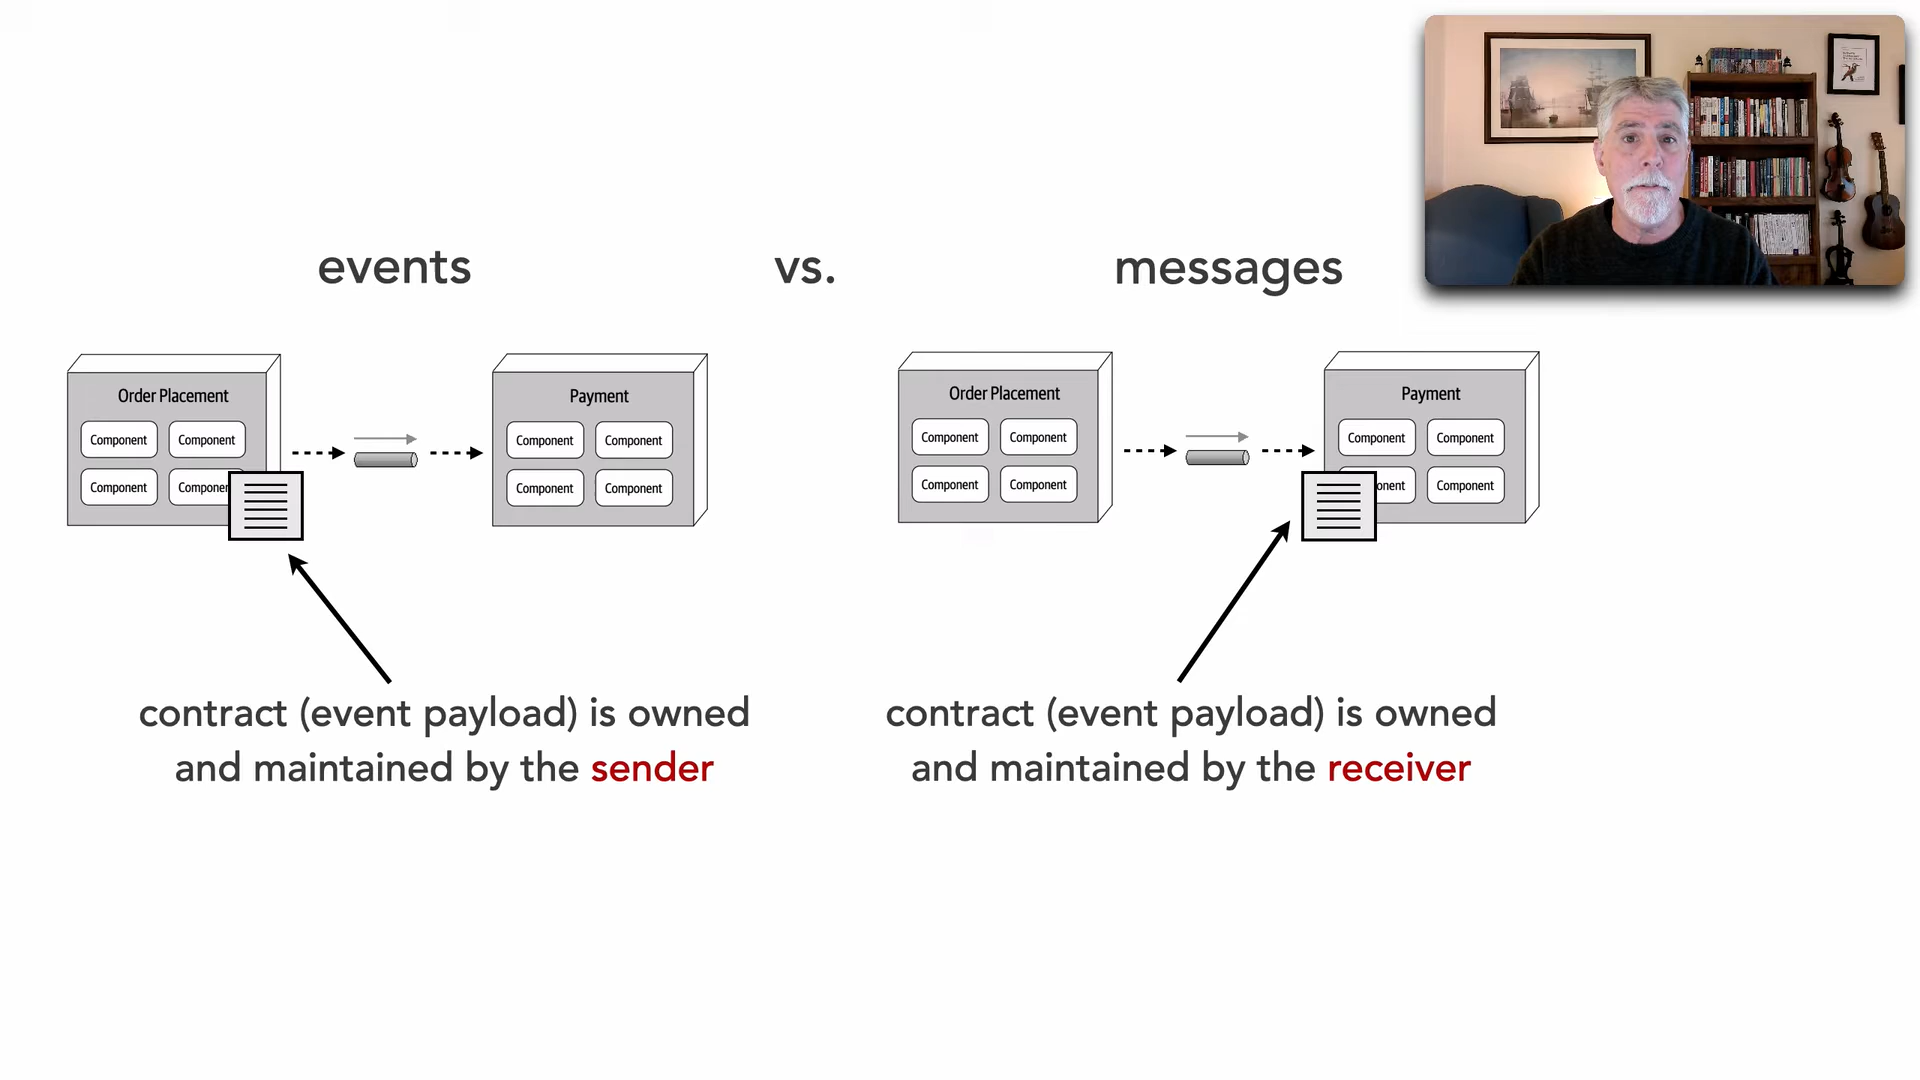 events vs. messages
Order Placement
Component Component
Component Componen
Payment
Component Component
Component Component
Order Placement
Component Component
Component Component
Payment
Component Component
onent Component
contract (event payload) is owned
and maintained by the sender
contract (event payload) is owned
and maintained by the receiver